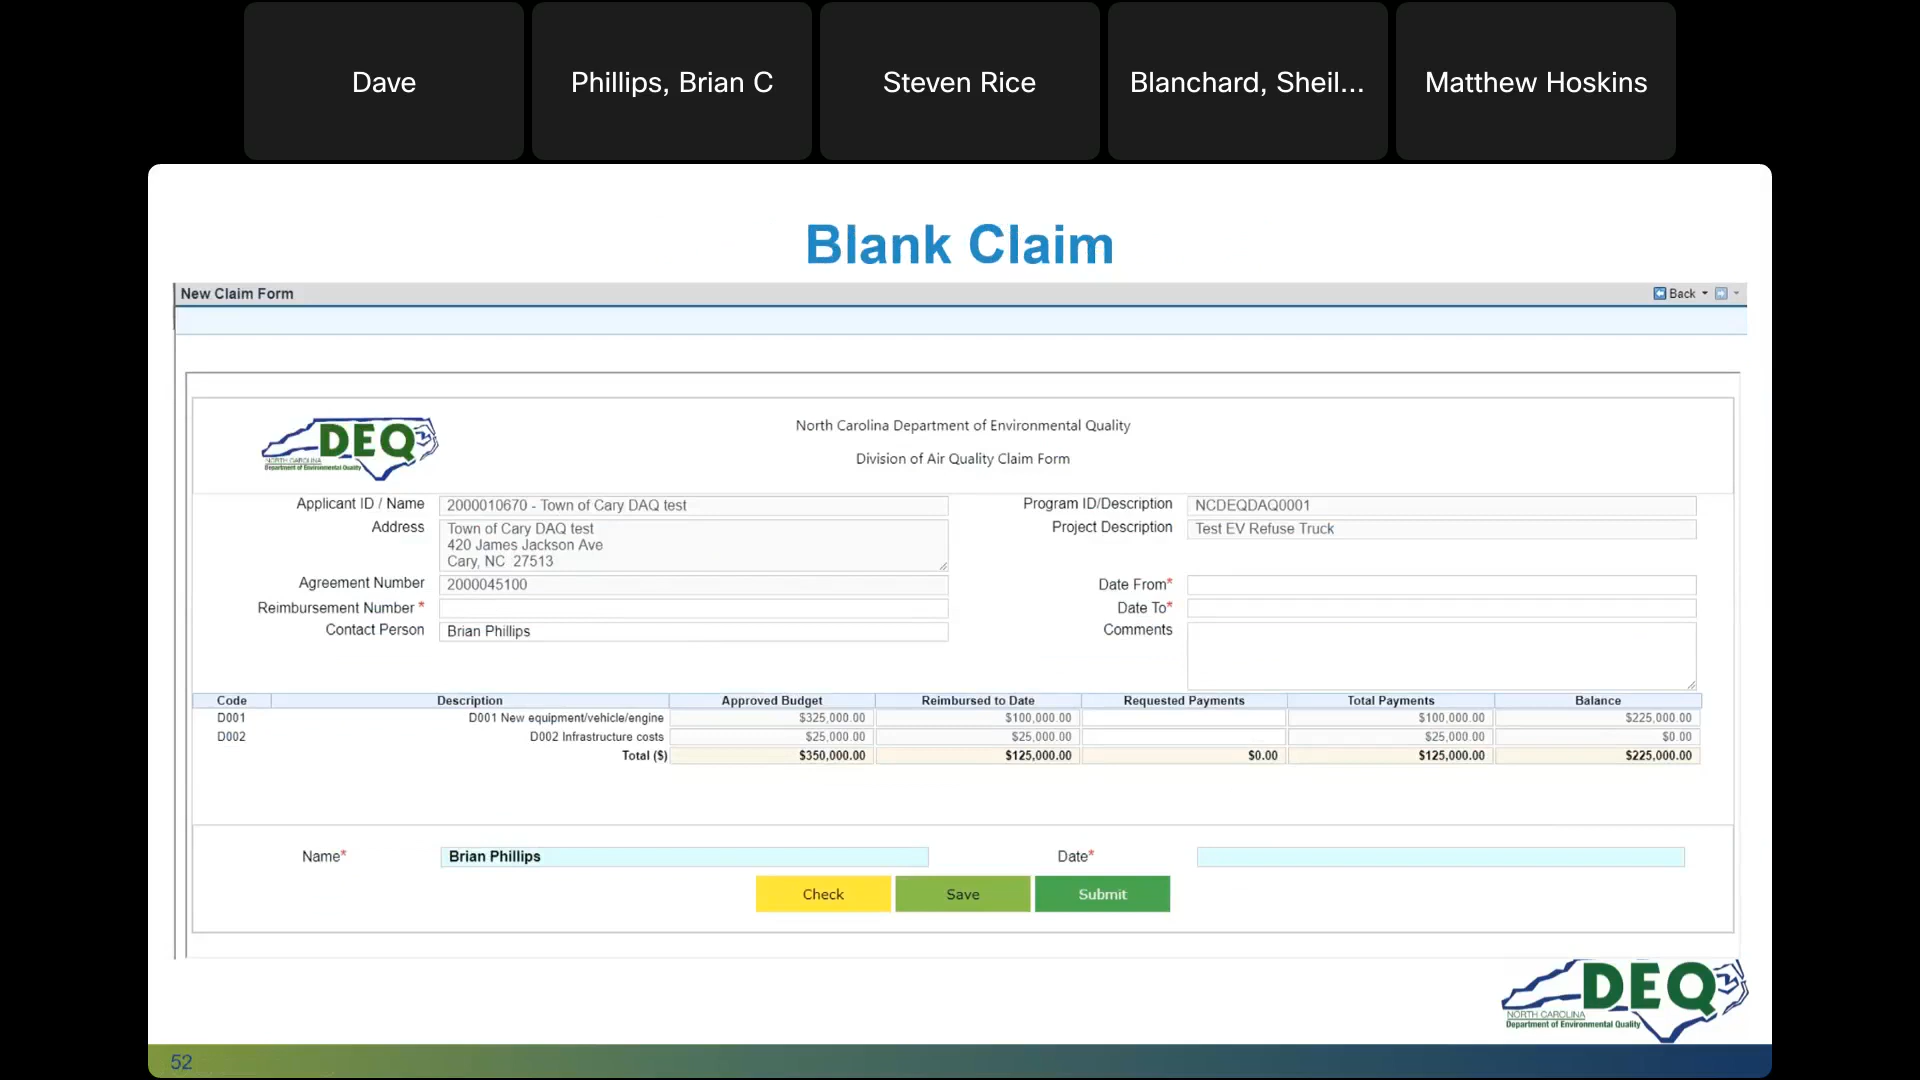 Dave
Phillips, Brian C
Steven Rice
Blanchard, Sheil...
Matthew Hoskins
Blank Claim
New Claim Form
Back
DEQ
NORTH CAROLINA
Department of Environmental Quality
North Carolina Department of Environmental Quality
Division of Air Quality Claim Form
Applicant ID / Name 2000010670 - Town of Cary DAQ test Program ID/Description NCDEQDAQ0001
Address Town of Cary DAQ test Project Description Test EV Refuse Truck
420 James Jackson Ave
Cary, NC 27513
Agreement Number 2000045100 Date From*
Reimbursement Number * Date To*
Contact Person Brian Phillips Comments
Code Description Approved Budget Reimbursed to Date Requested Payments Total Payments Balance
D001 D001 New equipment/vehicle/engine $325,000.00 $100,000.00 $100,000.00 $225,000.00
D002 D002 Infrastructure costs $25,000.00 $25,000.00 $25,000.00 $0.00
Total ($) $350,000.00 $125,000.00 $0.00 $125,000.00 $225,000.00
Name* Brian Phillips Date*
Check Save Submit
DEQ
NORTH CAROLINA
Department of Environmental Quality
52